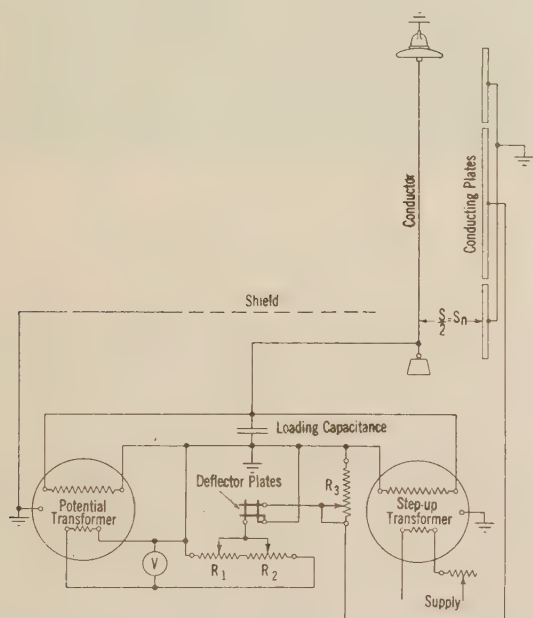 Conductor
Conducting Plates
Shield
S/2 = Sn
Loading Capacitance
Deflector Plates
R3
Potential
Transformer
Step-up
Transformer
V
R1
R2
Supply